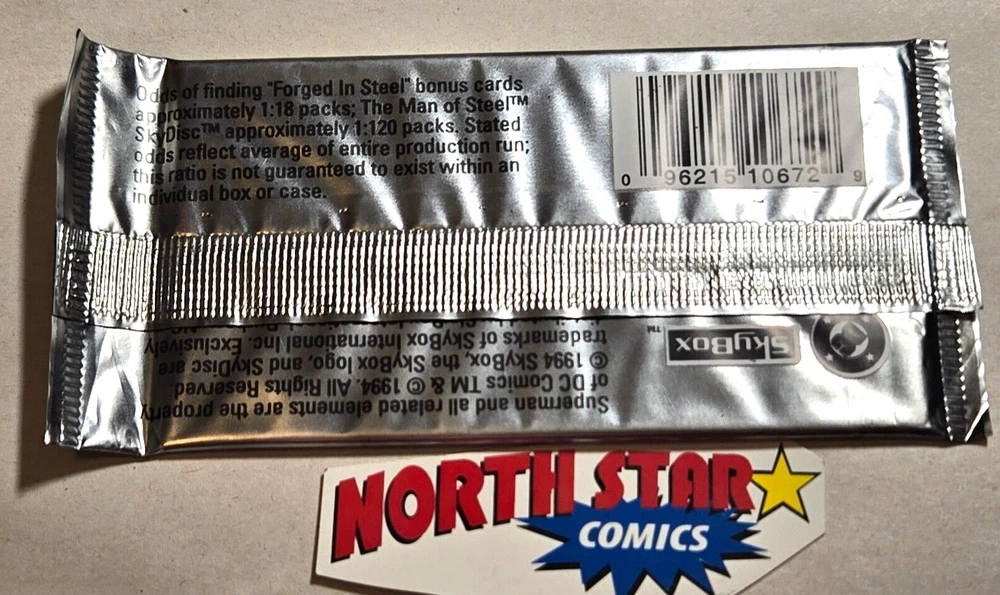 Odds of finding "Forged In Steel" bonus cards
approximately 1:18 packs; The Man of Steel™
SkyDisc™ approximately 1:120 packs. Stated
odds reflect average of entire production run;
this ratio is not guaranteed to exist within an
individual box or case.
0 96215 10672 9
Superman and all related elements are the property
of DC Comics TM & © 1994. All Rights Reserved.
© 1994 SkyBox, the SkyBox logo, and SkyDisc are
trademarks of SkyBox International Inc. Exclusively
SkyBox™
NORTH STAR
COMICS